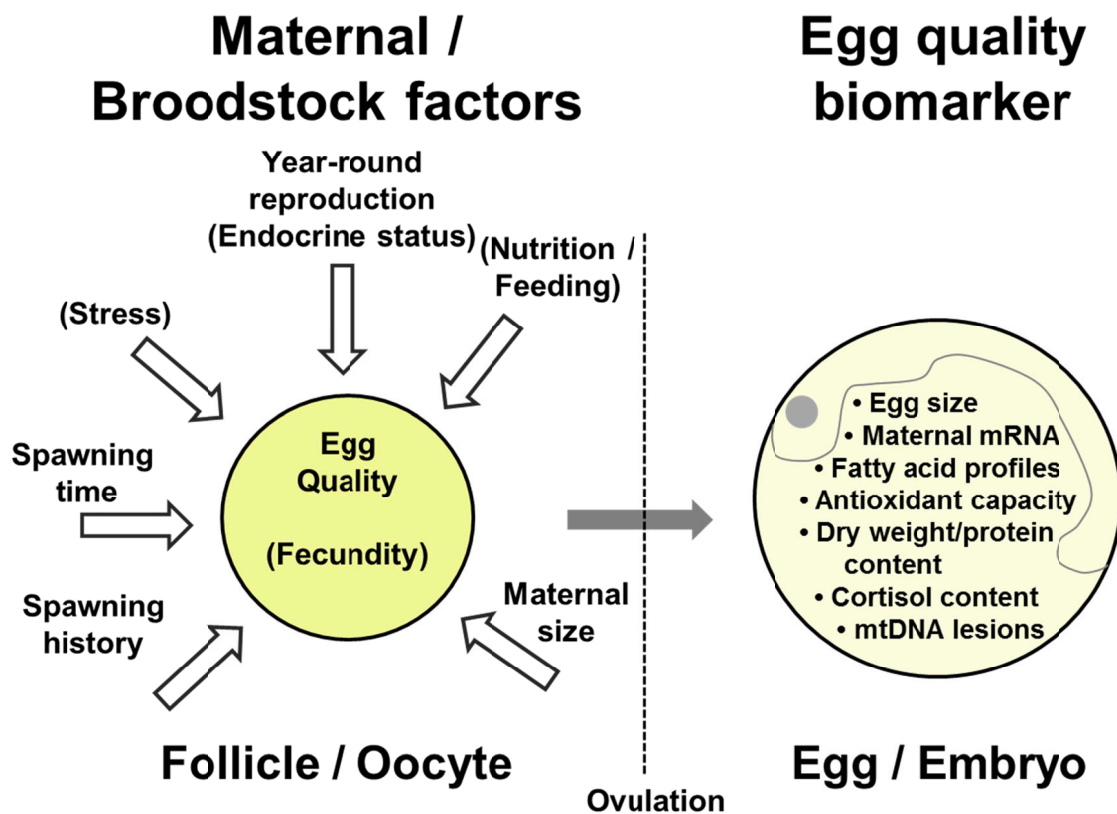 Maternal /
Broodstock factors
Egg quality
biomarker
Year-round
reproduction
(Endocrine status)
(Nutrition /
Feeding)
(Stress)
Spawning
time
Spawning
history
Egg
Quality
(Fecundity)
Maternal
size
• Egg size
• Maternal mRNA
• Fatty acid profiles
• Antioxidant capacity
• Dry weight/protein
content
• Cortisol content
• mtDNA lesions
Follicle / Oocyte
Ovulation
Egg / Embryo